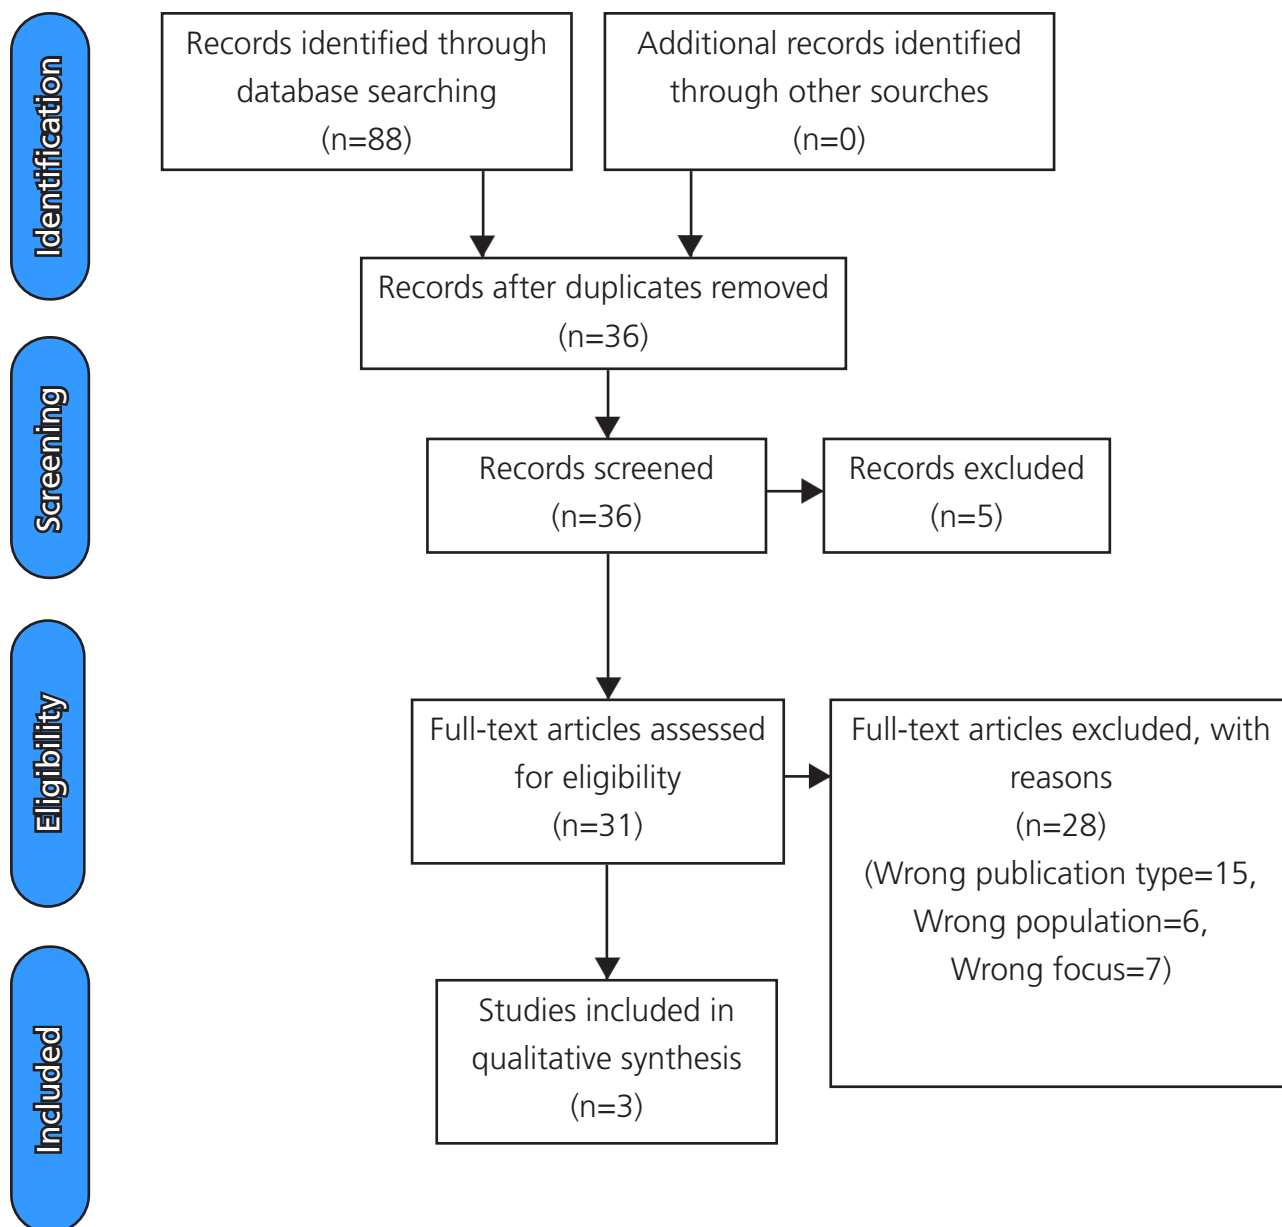 Identification
Records identified through
database searching
(n=88)
Additional records identified
through other sourches
(n=0)
Records after duplicates removed
(n=36)
Screening
Records screened
(n=36)
Records excluded
(n=5)
Eligibility
Full-text articles assessed
for eligibility
(n=31)
Full-text articles excluded, with
reasons
(n=28)
(Wrong publication type=15,
Wrong population=6,
Wrong focus=7)
Included
Studies included in
qualitative synthesis
(n=3)